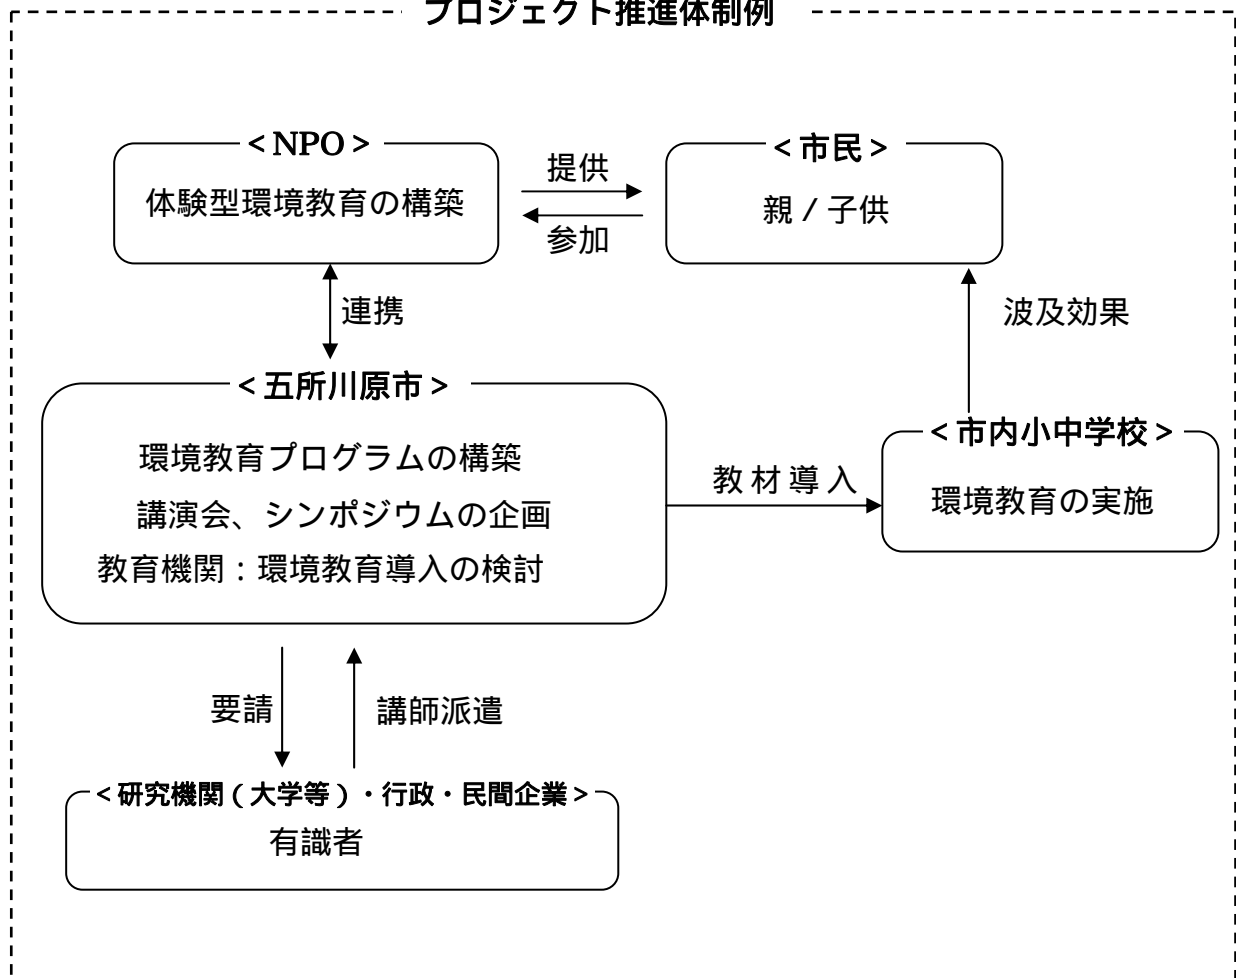 プロジェクト推進体制例
＜NPO＞
体験型環境教育の構築
提供
参加
＜市民＞
親／子供
連携
波及効果
＜五所川原市＞
環境教育プログラムの構築
講演会、シンポジウムの企画
教育機関：環境教育導入の検討
教材導入
＜市内小中学校＞
環境教育の実施
要請
講師派遣
＜研究機関（大学等）・行政・民間企業＞
有識者